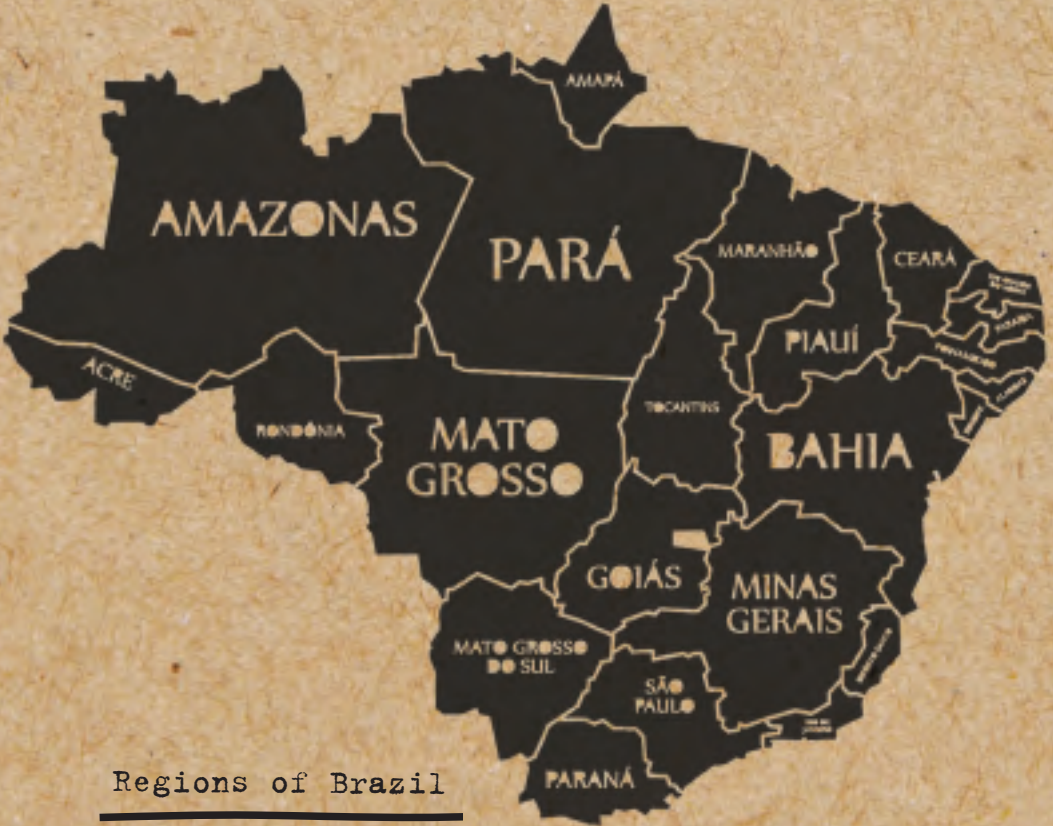 AMAPÁ
AMAZONAS
PARÁ
MARANHÃO
CEARÁ
PIAUÍ
ACRE
TOCANTINS
RONDÔNIA
MATO
GROSSO
BAHIA
GOIÁS
MINAS
GERAIS
MATO GROSSO
DO SUL
SÃO
PAULO
PARANÁ
Regions of Brazil